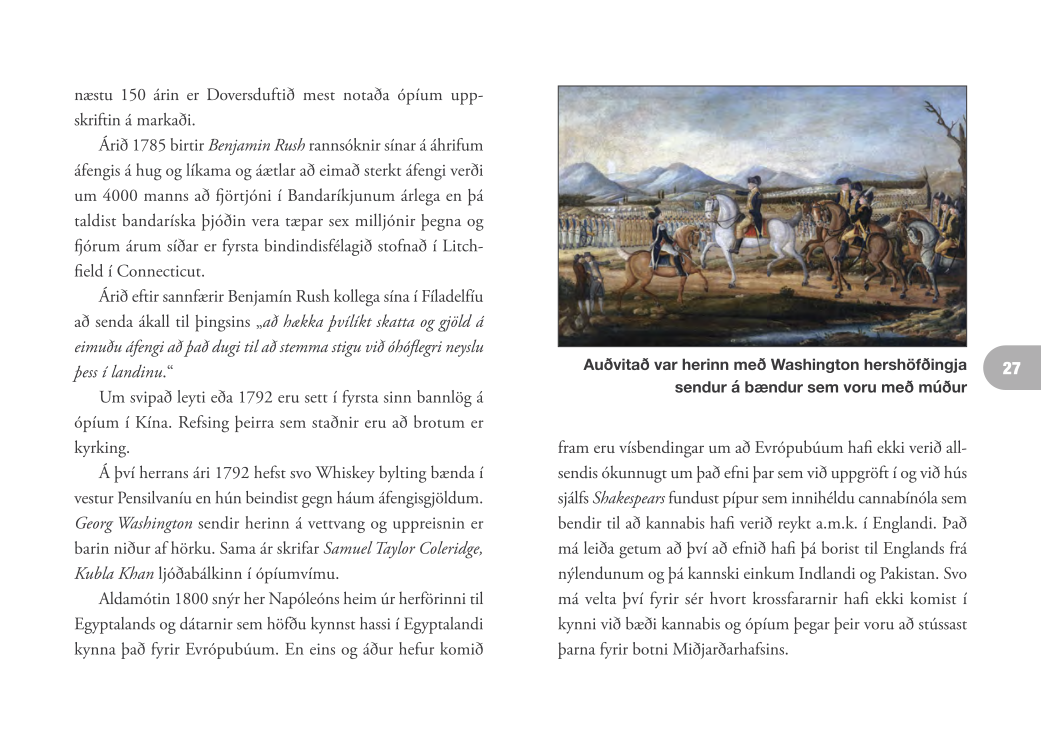 næstu 150 árin er Doversduftið mest notaða ópíum upp-
skriftin á markaði.
Árið 1785 birtir Benjamin Rush rannsóknir sínar á áhrifum
áfengis á hug og líkama og áætlar að eimað sterkt áfengi verði
um 4000 manns að fjörtjóni í Bandaríkjunum árlega en þá
taldist bandaríska þjóðin vera tæpar sex milljónir þegna og
fjórum árum síðar er fyrsta bindindisfélagið stofnað í Litch-
field í Connecticut.
Árið eftir sannfærir Benjamín Rush kollega sína í Fíladelfíu
að senda ákall til þingsins „að hækka þvílíkt skatta og gjöld á
eimuðu áfengi að það dugi til að stemma stigu við óhóflegri neyslu
þess í landinu.“
Um svipað leyti eða 1792 eru sett í fyrsta sinn bannlög á
ópíum í Kína. Refsing þeirra sem staðnir eru að brotum er
kyrking.
Á því herrans ári 1792 hefst svo Whiskey bylting bænda í
vestur Pensilvaníu en hún beindist gegn háum áfengisgjöldum.
Georg Washington sendir herinn á vettvang og uppreisnin er
barin niður af hörku. Sama ár skrifar Samuel Taylor Coleridge,
Kubla Khan ljóðabálkinn í ópíumvímu.
Aldamótin 1800 snýr her Napóleóns heim úr herförinni til
Egyptalands og dátarnir sem höfðu kynnst hassi í Egyptalandi
kynna það fyrir Evrópubúum. En eins og áður hefur komið
Auðvitað var herinn með Washington hershöfðingja
sendur á bændur sem voru með múður
27
fram eru vísbendingar um að Evrópubúum hafi ekki verið all-
sendis ókunnugt um það efni þar sem við uppgröft í og við hús
sjálfs Shakespears fundust pípur sem innihéldu cannabínóla sem
bendir til að kannabis hafi verið reykt a.m.k. í Englandi. Það
má leiða getum að því að efnið hafi þá borist til Englands frá
nýlendunum og þá kannski einkum Indlandi og Pakistan. Svo
má velta því fyrir sér hvort krossfararnir hafi ekki komist í
kynni við bæði kannabis og ópíum þegar þeir voru að stússast
þarna fyrir botni Miðjarðarhafsins.